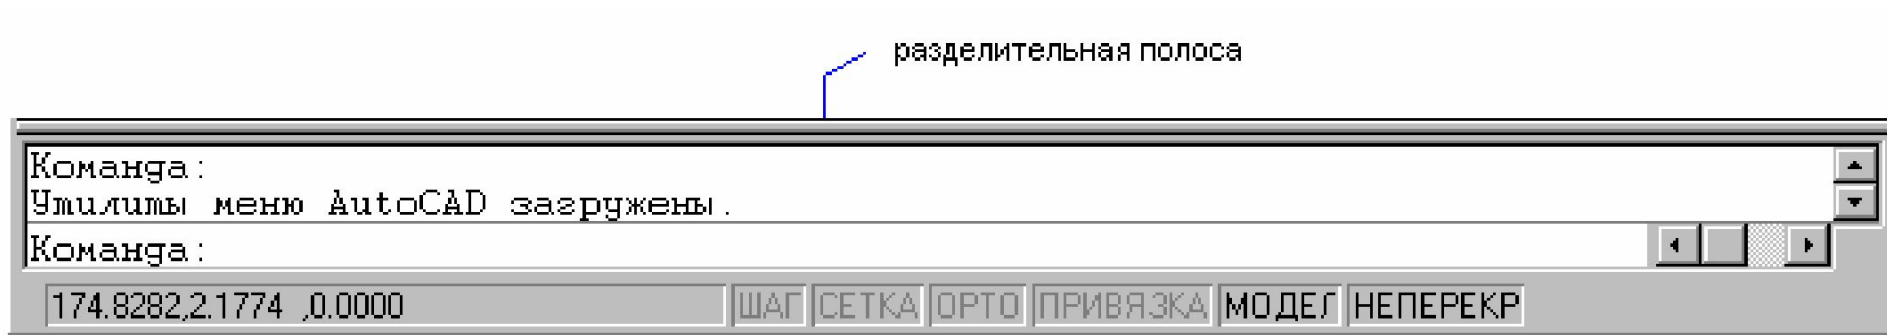 разделительная полоса
Команда:
Утилиты меню AutoCAD загружены.
Команда:
174.8282,2.1774 ,0.0000 ШАГ СЕТКА ОРТО ПРИВЯЗКА МОДЕЛ НЕПЕРЕКР